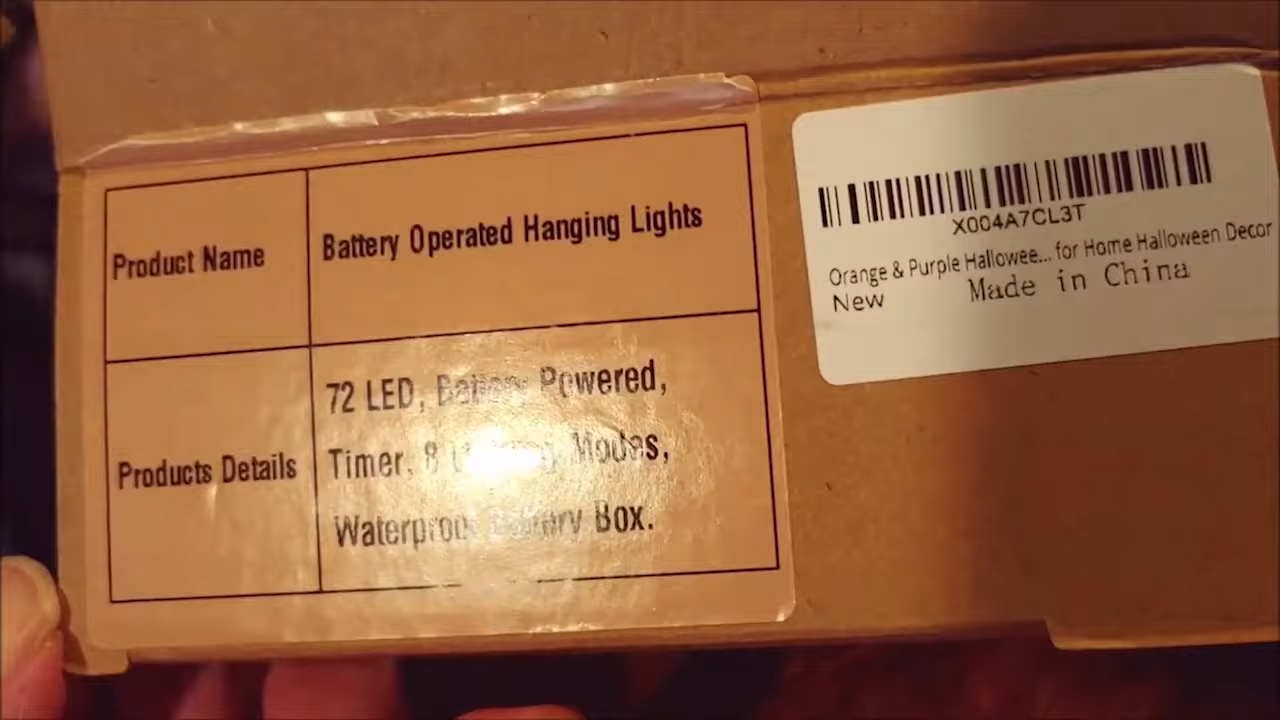 Product Name
Battery Operated Hanging Lights
Products Details
72 LED, Battery Powered,
Timer, 8 Lighting Modes,
Waterproof Battery Box.
X004A7CL3T
Orange & Purple Hallowee... for Home Halloween Decor
New
Made in China